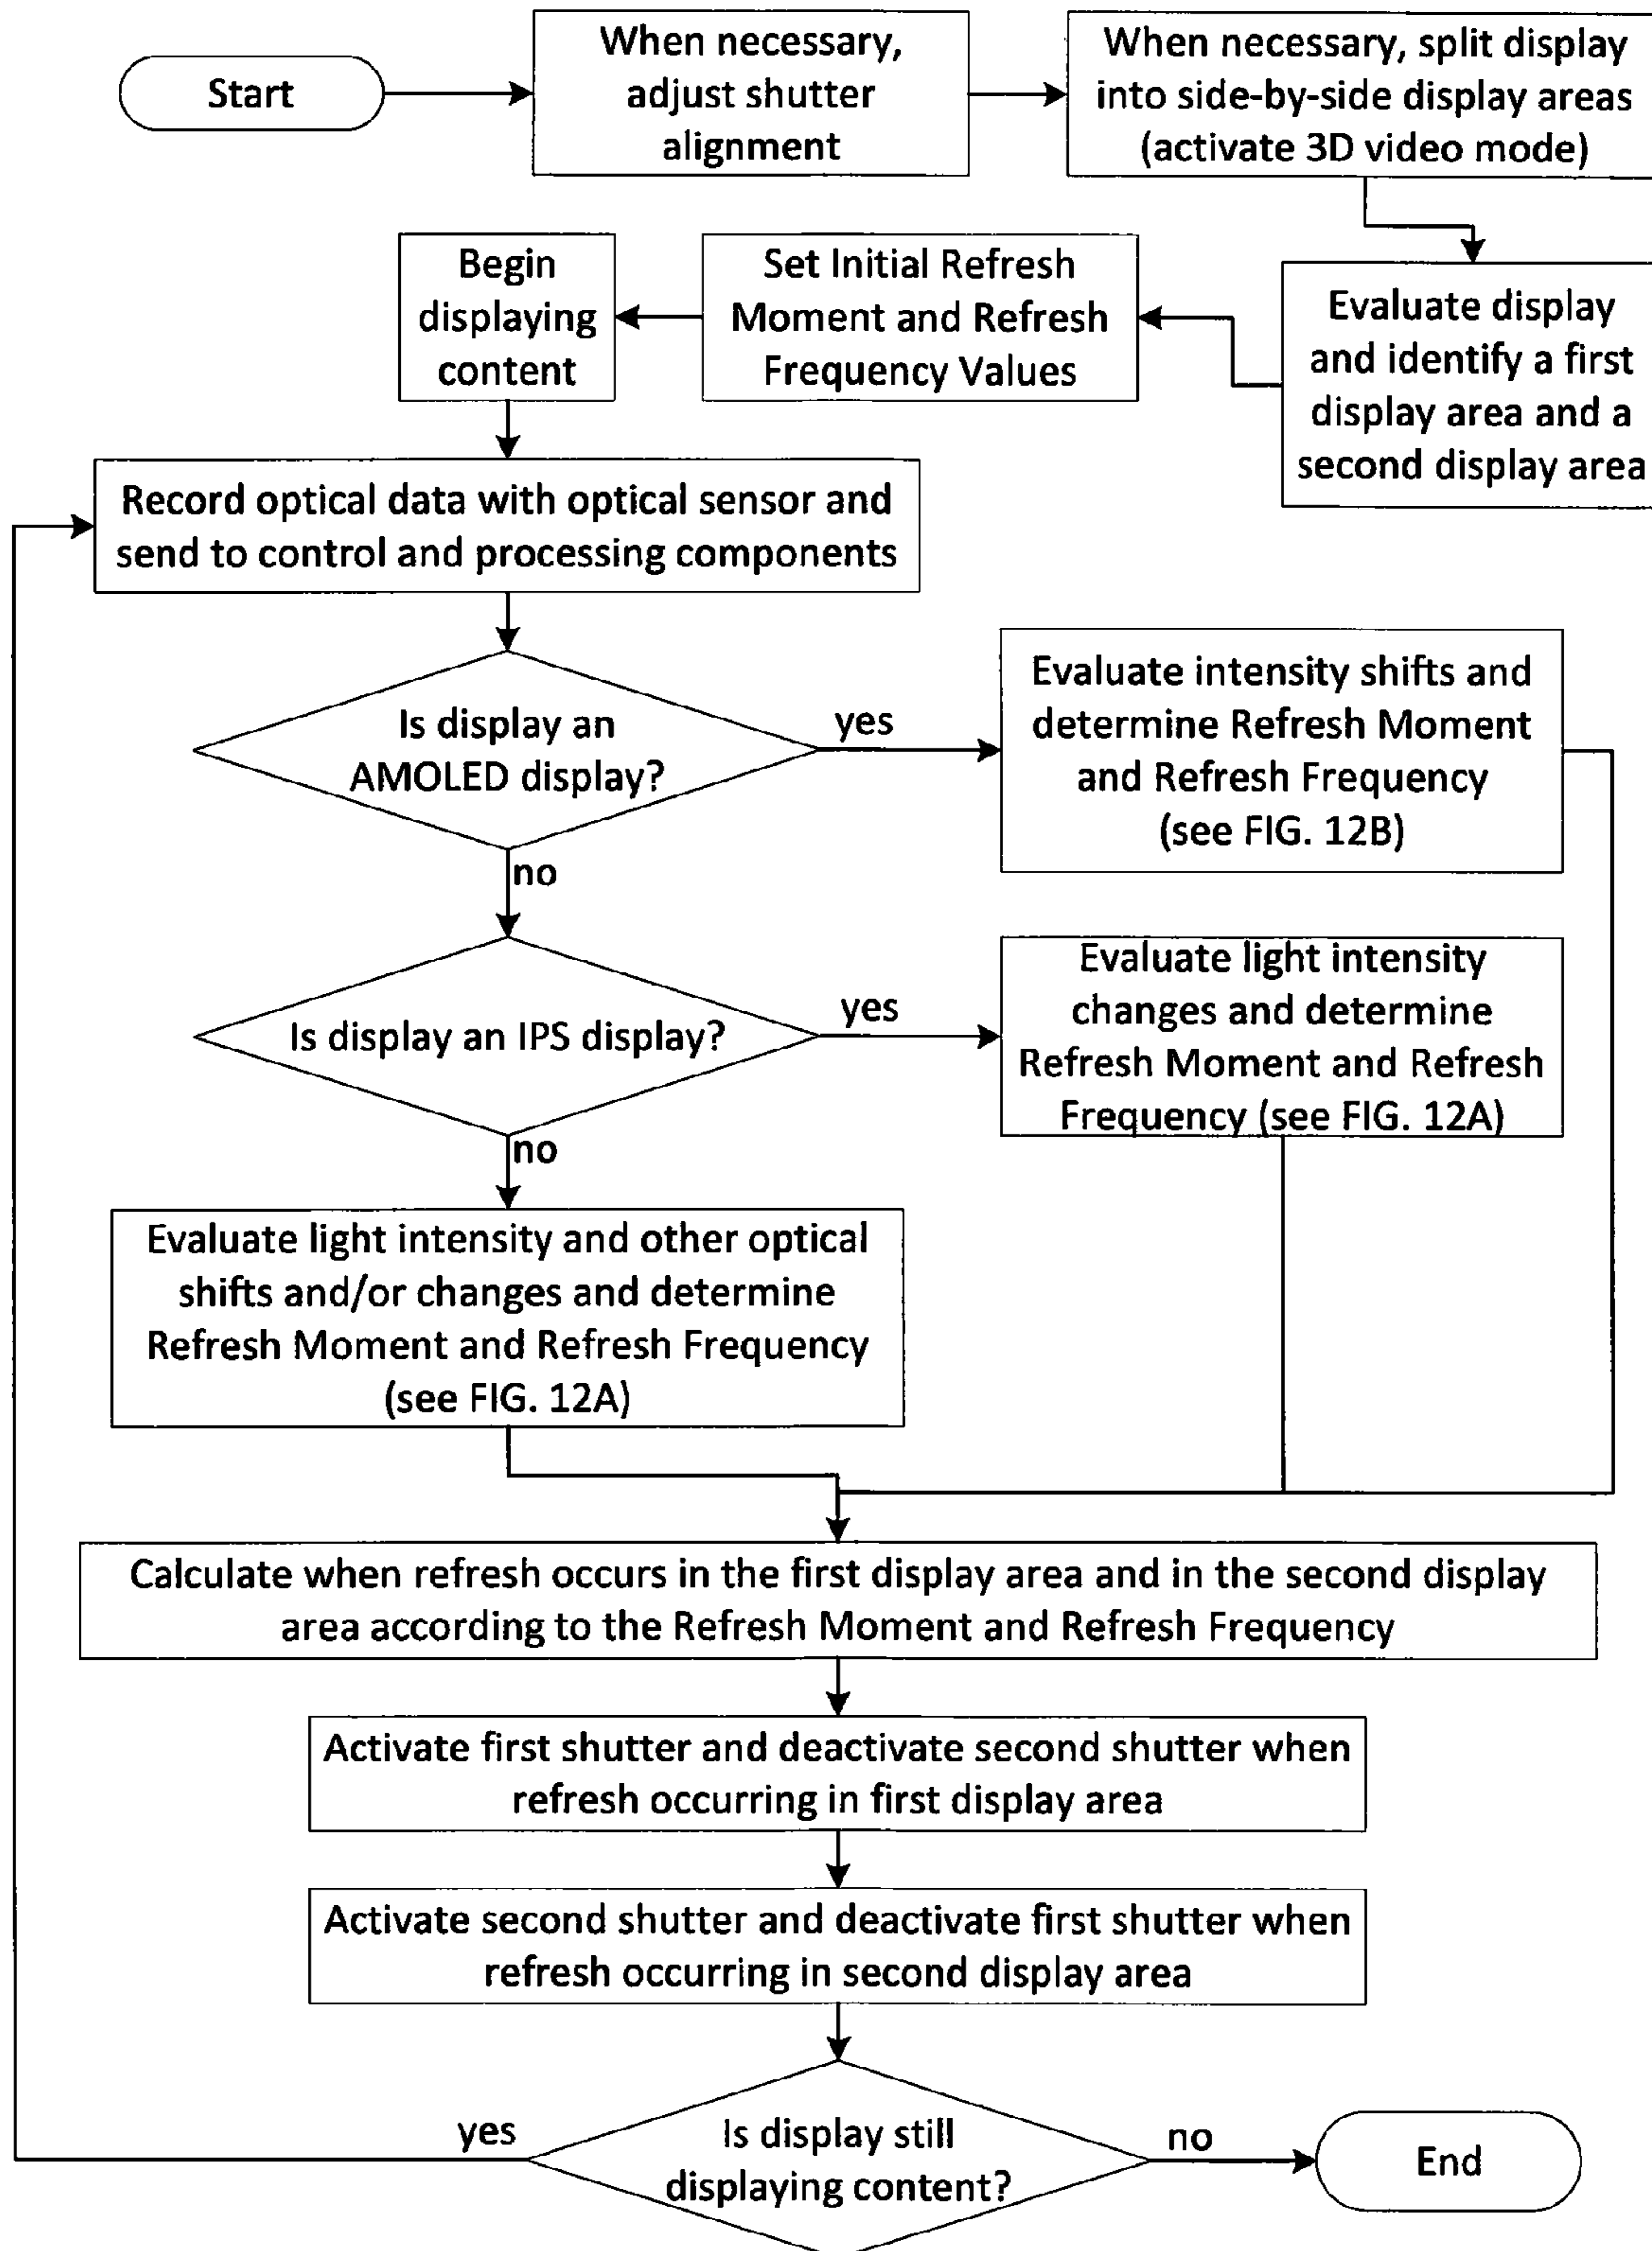 Start
When necessary,
adjust shutter
alignment
When necessary, split display
into side-by-side display areas
(activate 3D video mode)
Evaluate display
and identify a first
display area and a
second display area
Set Initial Refresh
Moment and Refresh
Frequency Values
Begin
displaying
content
Record optical data with optical sensor and
send to control and processing components
Is display an
AMOLED display?
yes
Evaluate intensity shifts and
determine Refresh Moment
and Refresh Frequency
(see FIG. 12B)
no
Is display an IPS display?
yes
Evaluate light intensity
changes and determine
Refresh Moment and Refresh
Frequency (see FIG. 12A)
no
Evaluate light intensity and other optical
shifts and/or changes and determine
Refresh Moment and Refresh Frequency
(see FIG. 12A)
Calculate when refresh occurs in the first display area and in the second display
area according to the Refresh Moment and Refresh Frequency
Activate first shutter and deactivate second shutter when
refresh occurring in first display area
Activate second shutter and deactivate first shutter when
refresh occurring in second display area
yes
Is display still
displaying content?
no
End